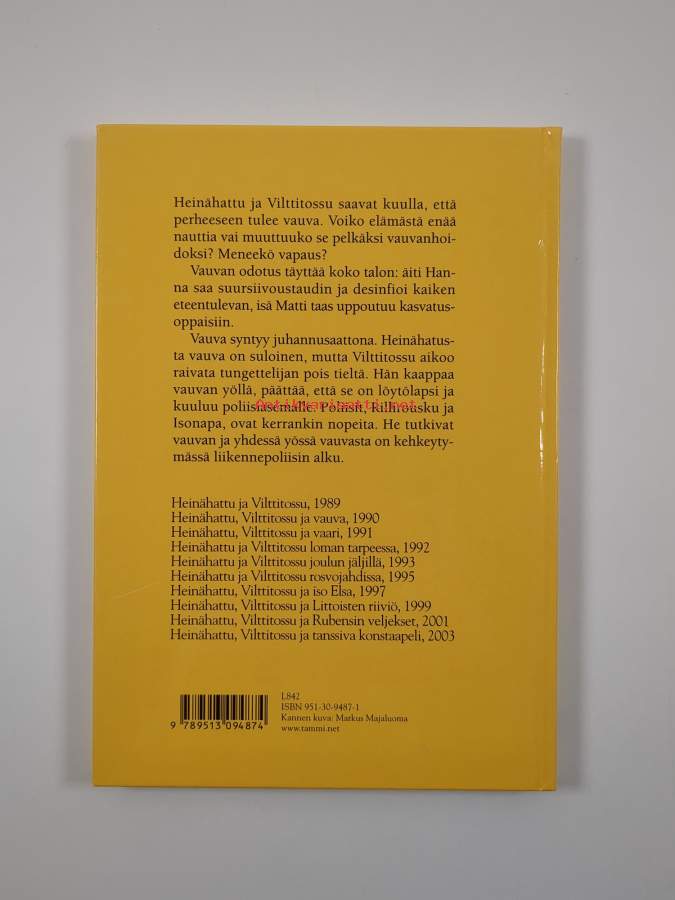 Heinähattu ja Vilttitossu saavat kuulla, että
perheeseen tulee vauva. Voiko elämästä enää
nauttia vai muuttuuko se pelkäksi vauvanhoi-
doksi? Meneekö vapaus?
Vauvan odotus täyttää koko talon: äiti Han-
na saa suursiivoustaudin ja desinfioi kaiken
eteentulevan, isä Matti taas uppoutuu kasvatus-
oppaisiin.
Vauva syntyy juhannusaattona. Heinähatus-
ta vauva on suloinen, mutta Vilttitossu aikoo
raivata tungettelijan pois tieltä. Hän kaappaa
vauvan yöllä, päättää, että se on löytölapsi ja
kuuluu poliisiasemalle. Poliisit, Rillirousku ja
Antikvariaatti.net
Isonapa, ovat kerrankin nopeita. He tutkivat
vauvan ja yhdessä yössä vauvasta on kehkeyty-
mässä liikennepoliisin alku.
Heinähattu ja Vilttitossu, 1989
Heinähattu, Vilttitossu ja vauva, 1990
Heinähattu, Vilttitossu ja vaari, 1991
Heinähattu ja Vilttitossu loman tarpeessa, 1992
Heinähattu ja Vilttitossu joulun jäljillä, 1993
Heinähattu ja Vilttitossu rosvojahdissa, 1995
Heinähattu, Vilttitossu ja iso Elsa, 1997
Heinähattu, Vilttitossu ja Littoisten riiviö, 1999
Heinähattu, Vilttitossu ja Rubensin veljekset, 2001
Heinähattu, Vilttitossu ja tanssiva konstaapeli, 2003
L842
ISBN 951-30-9487-1
Kannen kuva: Markus Majaluoma
www.tammi.net
9 789513 094874